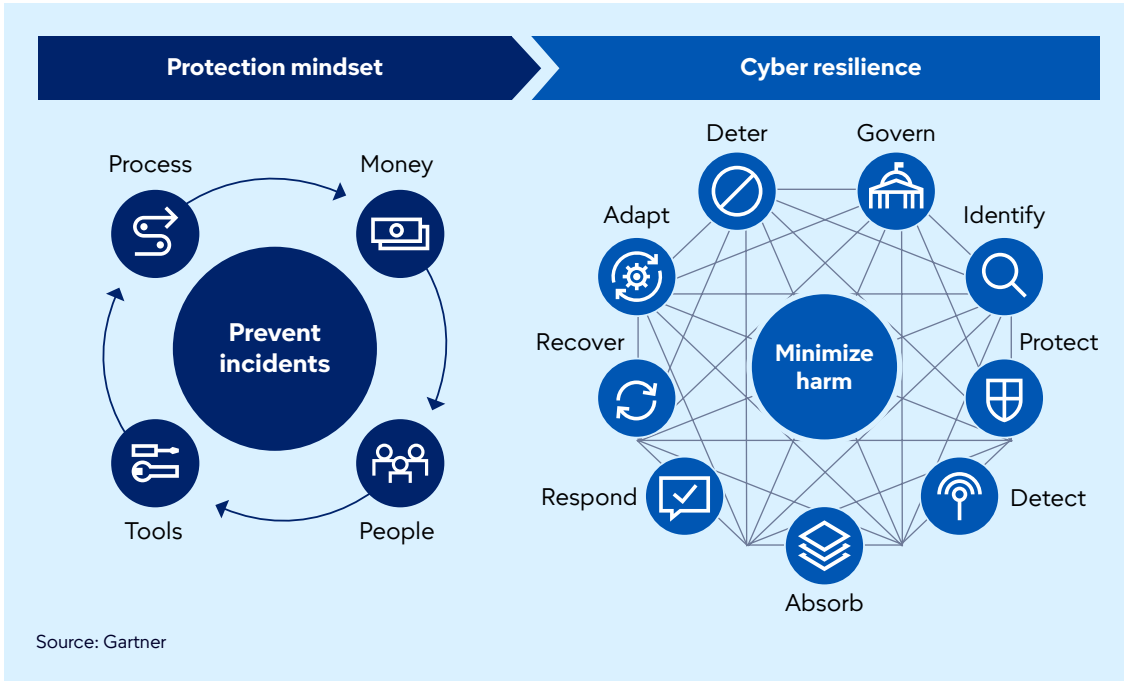 Protection mindset
Cyber resilience
Process
Money
Prevent
incidents
Tools
People
Deter
Govern
Adapt
Identify
Recover
Protect
Minimize
harm
Respond
Detect
Absorb
Source: Gartner